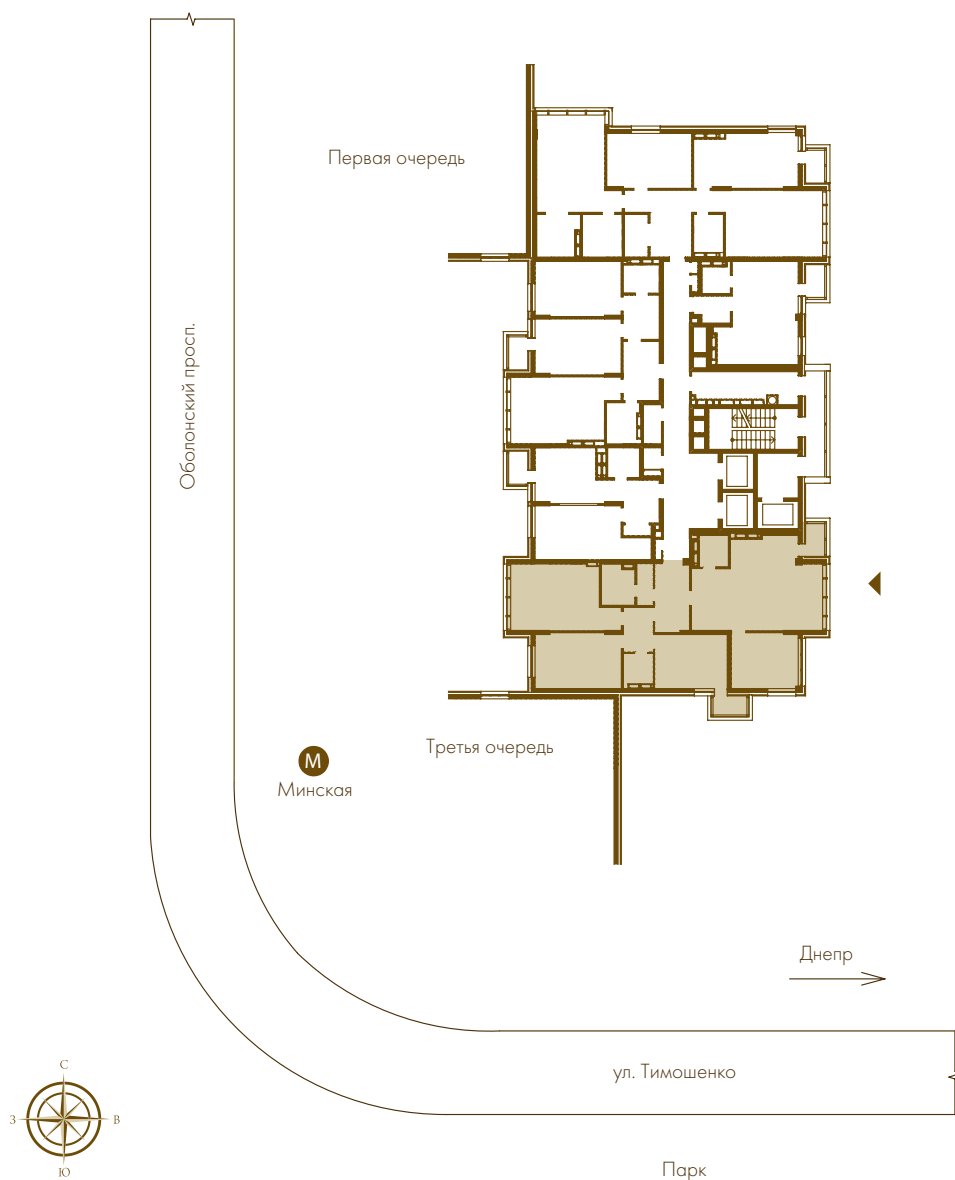 Первая очередь
Оболонский просп.
Третья очередь
М
Минская
Днепр
ул. Тимошенко
С
З
В
Ю
Парк